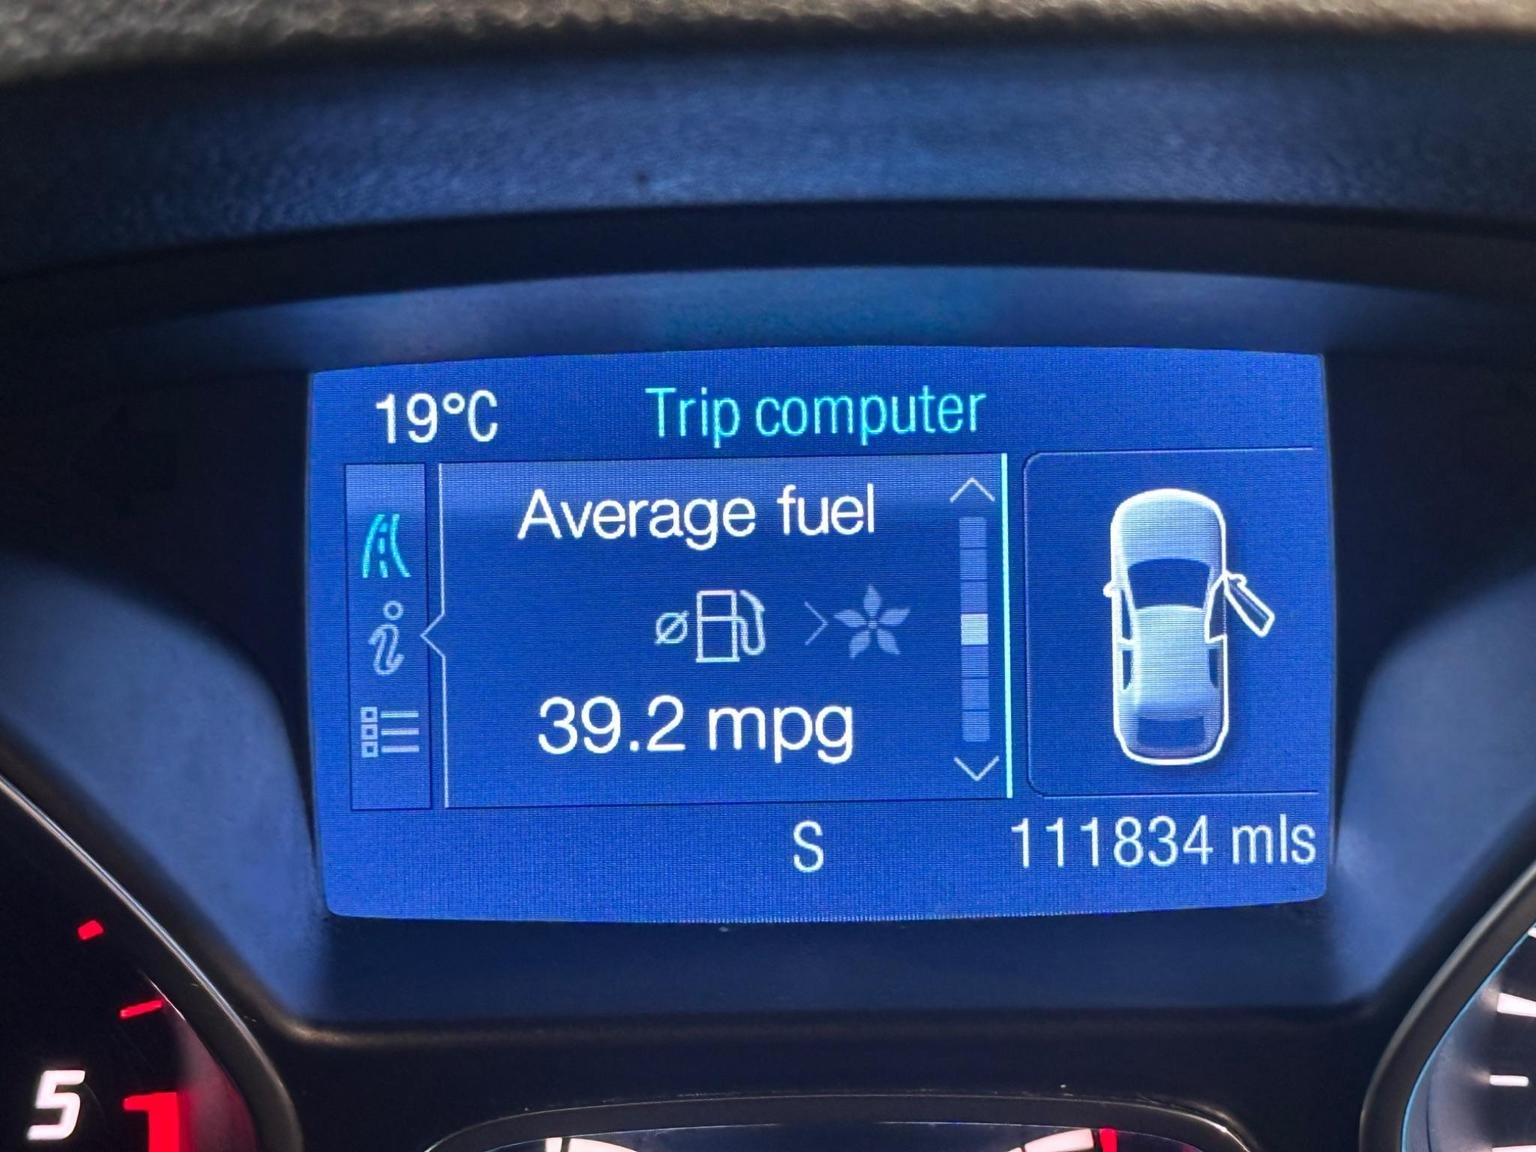 19°C Trip computer
Average fuel
39.2 mpg
S 111834 mls
5